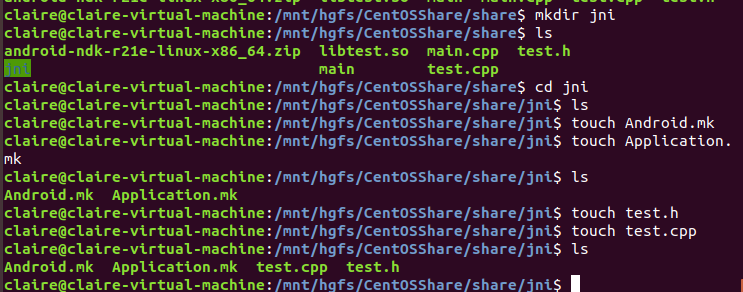 claire@claire-virtual-machine:/mnt/hgfs/CentOSShare/share$ mkdir jni
claire@claire-virtual-machine:/mnt/hgfs/CentOSShare/share$ ls
android-ndk-r21e-linux-x86_64.zip  libtest.so  main.cpp  test.h
jni                                main        test.cpp
claire@claire-virtual-machine:/mnt/hgfs/CentOSShare/share$ cd jni
claire@claire-virtual-machine:/mnt/hgfs/CentOSShare/share/jni$ ls
claire@claire-virtual-machine:/mnt/hgfs/CentOSShare/share/jni$ touch Android.mk
claire@claire-virtual-machine:/mnt/hgfs/CentOSShare/share/jni$ touch Application.
mk
claire@claire-virtual-machine:/mnt/hgfs/CentOSShare/share/jni$ ls
Android.mk  Application.mk
claire@claire-virtual-machine:/mnt/hgfs/CentOSShare/share/jni$ touch test.h
claire@claire-virtual-machine:/mnt/hgfs/CentOSShare/share/jni$ touch test.cpp
claire@claire-virtual-machine:/mnt/hgfs/CentOSShare/share/jni$ ls
Android.mk  Application.mk  test.cpp  test.h
claire@claire-virtual-machine:/mnt/hgfs/CentOSShare/share/jni$